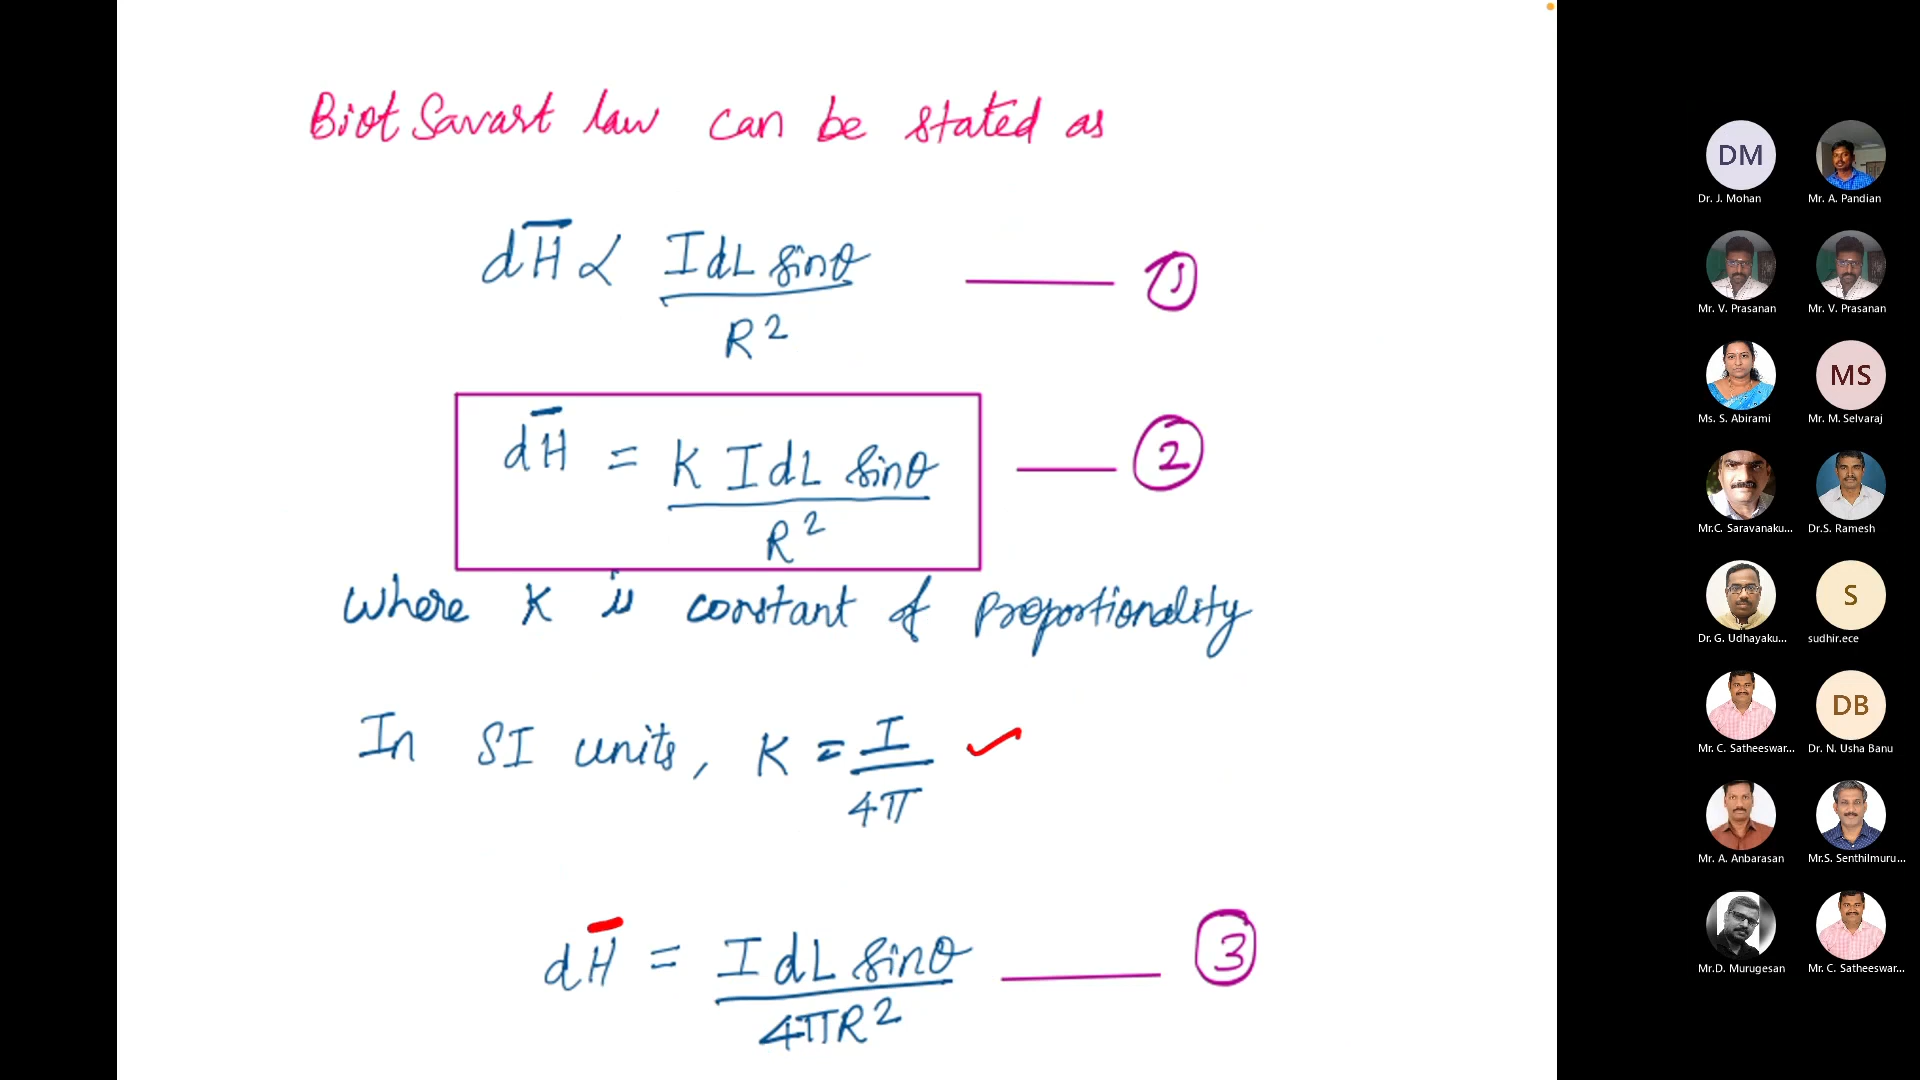 Biot Savart law can be stated as
dH̅ ∝ I dL sinθ / R² ——— ①
dH̅ = K I dL sinθ / R² ——— ②
where K is constant of proportionality
In SI units, K = I / 4π ✓
dH̅ = I dL sinθ / 4πR² ——— ③
DM
Dr. J. Mohan
Mr. A. Pandian
Mr. V. Prasanan
Mr. V. Prasanan
MS
Ms. S. Abirami
Mr. M. Selvaraj
Mr.C. Saravanaku...
Dr.S. Ramesh
S
Dr. G. Udhayaku...
sudhir.ece
DB
Mr. C. Satheeswar...
Dr. N. Usha Banu
Mr. A. Anbarasan
Mr.S. Senthilmuru...
Mr.D. Murugesan
Mr. C. Satheeswar...